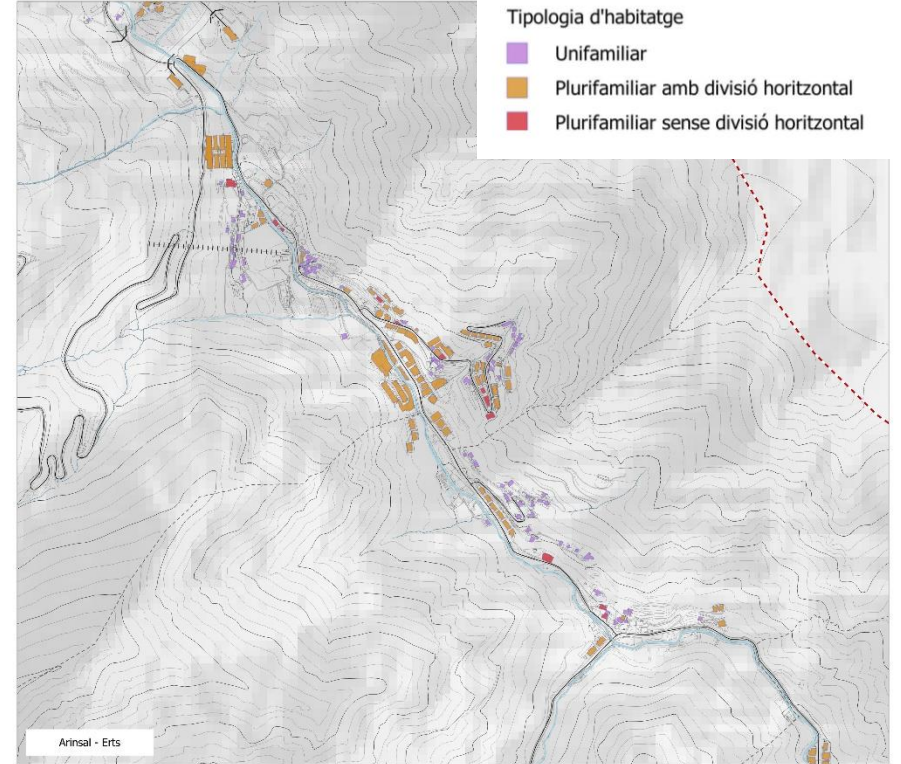 Tipologia d'habitatge
Unifamiliar
Plurifamiliar amb divisió horitzontal
Plurifamiliar sense divisió horitzontal
Arinsal - Erts